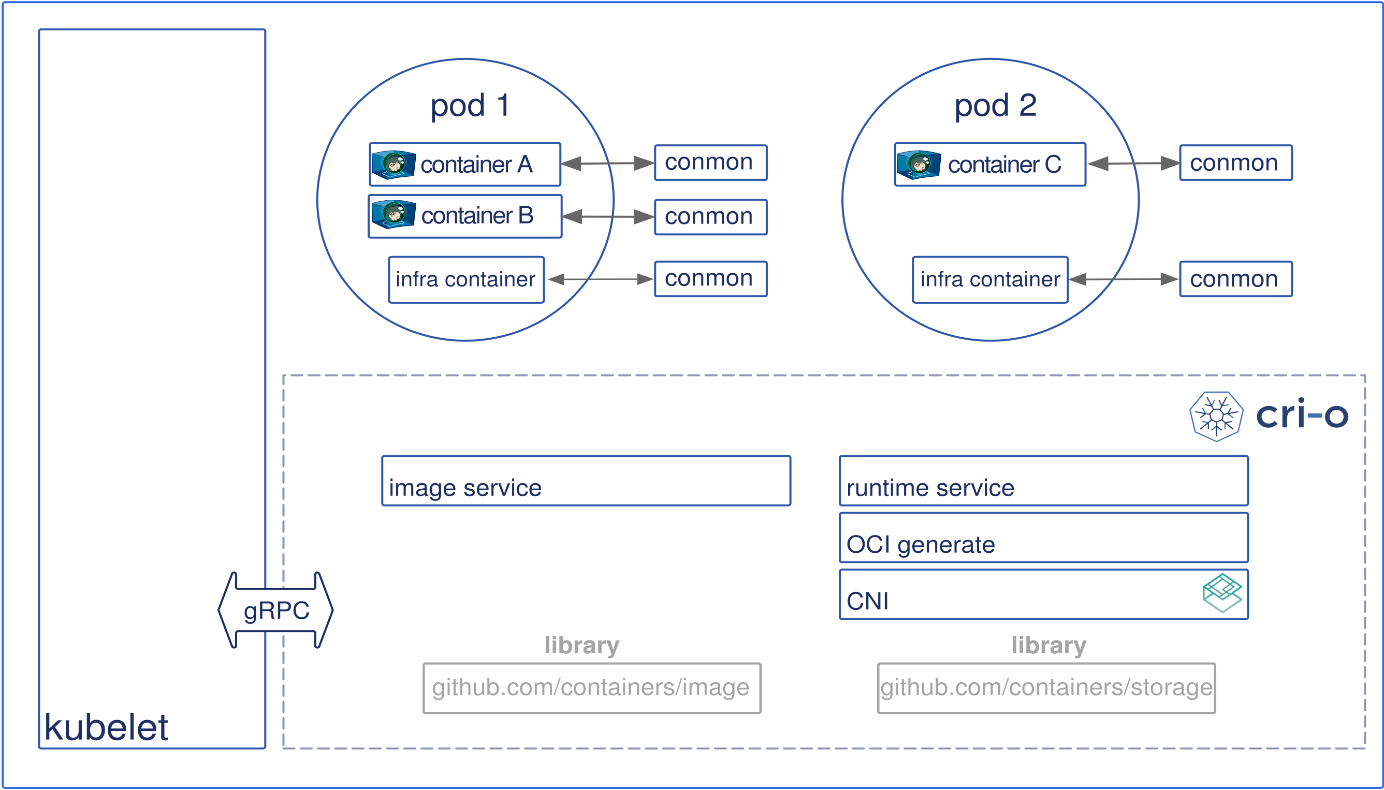 pod 1
container A
conmon
container B
conmon
infra container
conmon
pod 2
container C
conmon
infra container
conmon
cri-o
image service
runtime service
OCI generate
CNI
gRPC
library
github.com/containers/image
library
github.com/containers/storage
kubelet